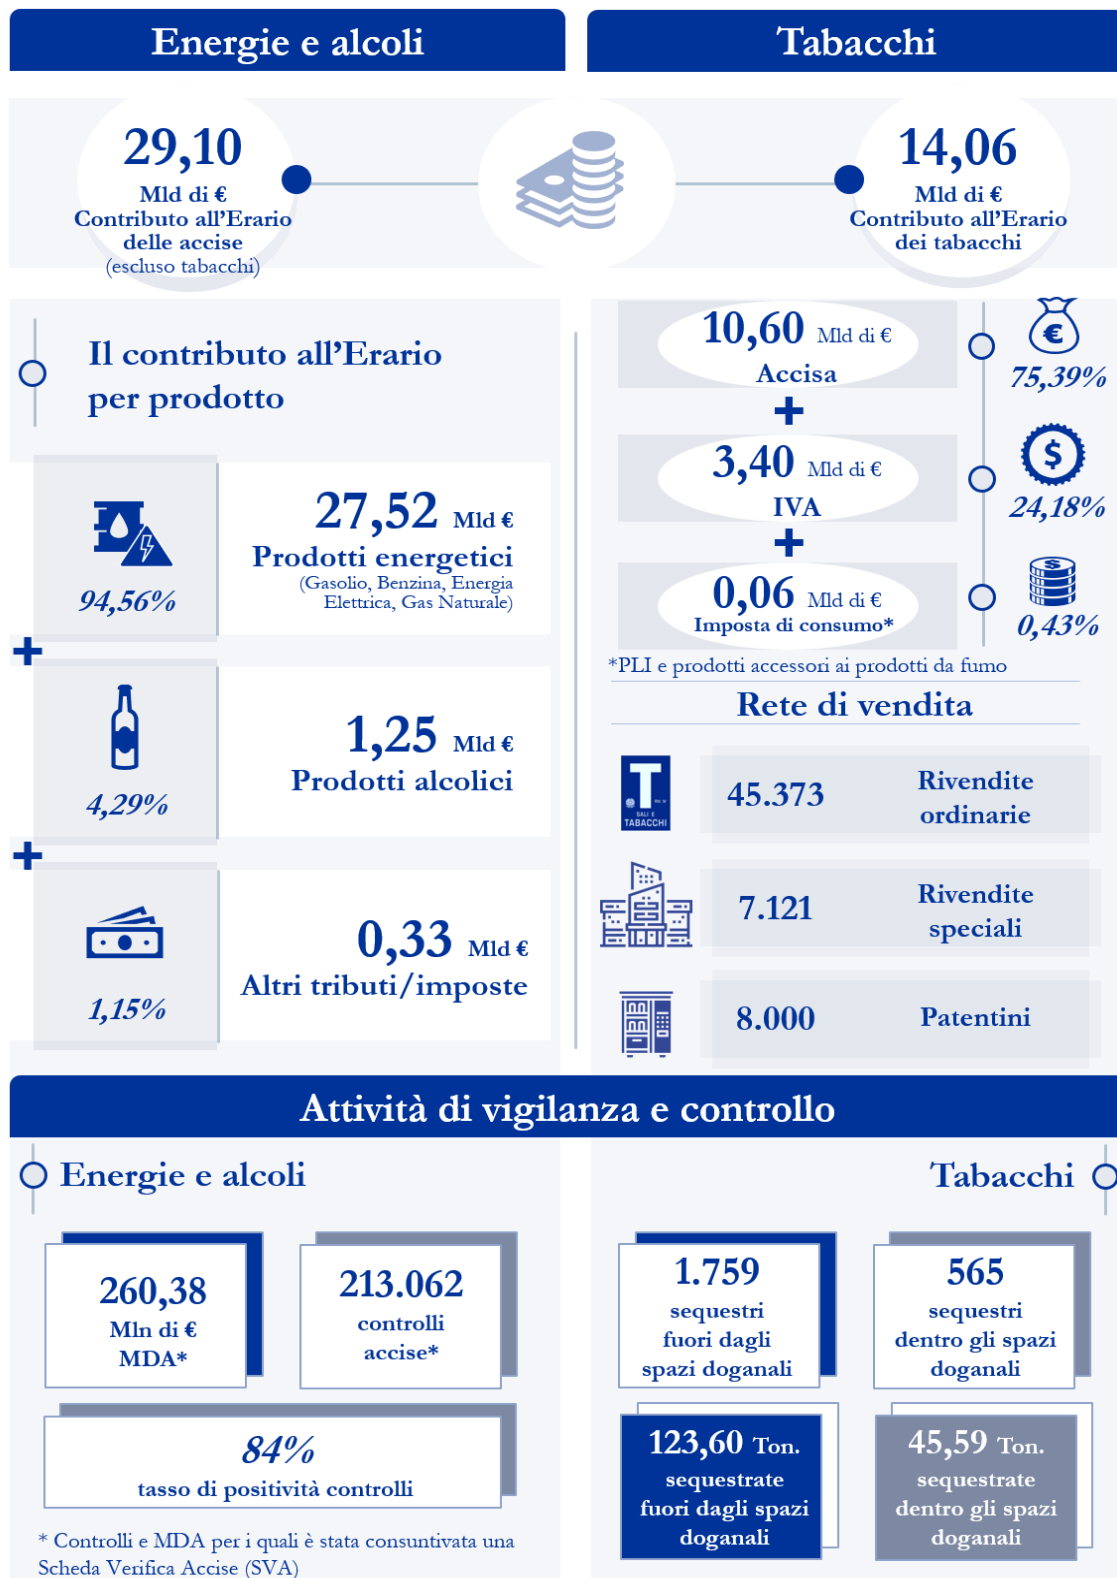 Energie e alcoli
29,10
Mld di €
Contributo all'Erario
delle accise
(escluso tabacchi)
Il contributo all'Erario
per prodotto
94,56%
27,52 Mld €
Prodotti energetici
(Gasolio, Benzina, Energia
Elettrica, Gas Naturale)
+
4,29%
1,25 Mld €
Prodotti alcolici
+
1,15%
0,33 Mld €
Altri tributi/imposte
Tabacchi
14,06
Mld di €
Contributo all'Erario
dei tabacchi
10,60 Mld di €
Accisa
€
75,39%
+
3,40 Mld di €
IVA
$
24,18%
+
0,06 Mld di €
Imposta di consumo*
$
0,43%
*PLI e prodotti accessori ai prodotti da fumo
Rete di vendita
T
SALI E
TABACCHI
45.373
Rivendite
ordinarie
7.121
Rivendite
speciali
8.000
Patentini
Attività di vigilanza e controllo
Energie e alcoli
260,38
Mln di €
MDA*
213.062
controlli
accise*
84%
tasso di positività controlli
* Controlli e MDA per i quali è stata consuntivata una
Scheda Verifica Accise (SVA)
Tabacchi
1.759
sequestri
fuori dagli
spazi doganali
565
sequestri
dentro gli spazi
doganali
123,60 Ton.
sequestrate
fuori dagli spazi
doganali
45,59 Ton.
sequestrate
dentro gli spazi
doganali